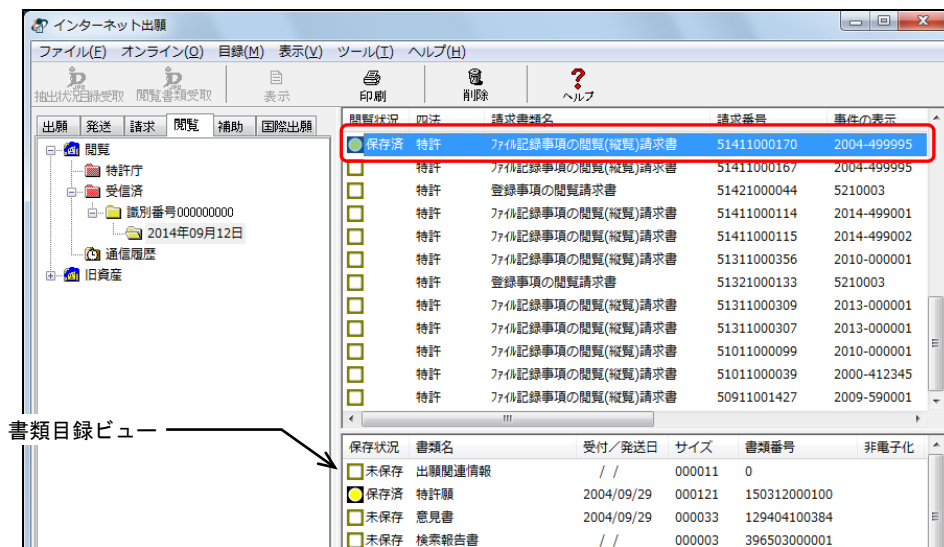 インターネット出願
ファイル(F) オンライン(O) 目録(M) 表示(V) ツール(T) ヘルプ(H)
抽出状況目録受取 閲覧書類受取 表示 印刷 削除 ヘルプ
出願 発送 請求 閲覧 補助 国際出願
閲覧
特許庁
受信済
識別番号000000000
2014年09月12日
通信履歴
旧資産
閲覧状況 四法 請求書類名 請求番号 事件の表示
保存済 特許 ファイル記録事項の閲覧(縦覧)請求書 51411000170 2004-499995
特許 ファイル記録事項の閲覧(縦覧)請求書 51411000167 2004-499995
特許 登録事項の閲覧請求書 51421000044 5210003
特許 ファイル記録事項の閲覧(縦覧)請求書 51411000114 2014-499001
特許 ファイル記録事項の閲覧(縦覧)請求書 51411000115 2014-499002
特許 ファイル記録事項の閲覧(縦覧)請求書 51311000356 2010-000001
特許 登録事項の閲覧請求書 51321000133 5210003
特許 ファイル記録事項の閲覧(縦覧)請求書 51311000309 2013-000001
特許 ファイル記録事項の閲覧(縦覧)請求書 51311000307 2013-000001
特許 ファイル記録事項の閲覧(縦覧)請求書 51011000099 2010-000001
特許 ファイル記録事項の閲覧(縦覧)請求書 51011000039 2000-412345
特許 ファイル記録事項の閲覧(縦覧)請求書 50911001427 2009-590001
書類目録ビュー
保存状況 書類名 受付／発送日 サイズ 書類番号 非電子化
未保存 出願関連情報 / / 000011 0
保存済 特許願 2004/09/29 000121 150312000100
未保存 意見書 2004/09/29 000033 129404100384
未保存 検索報告書 / / 000003 396503000001